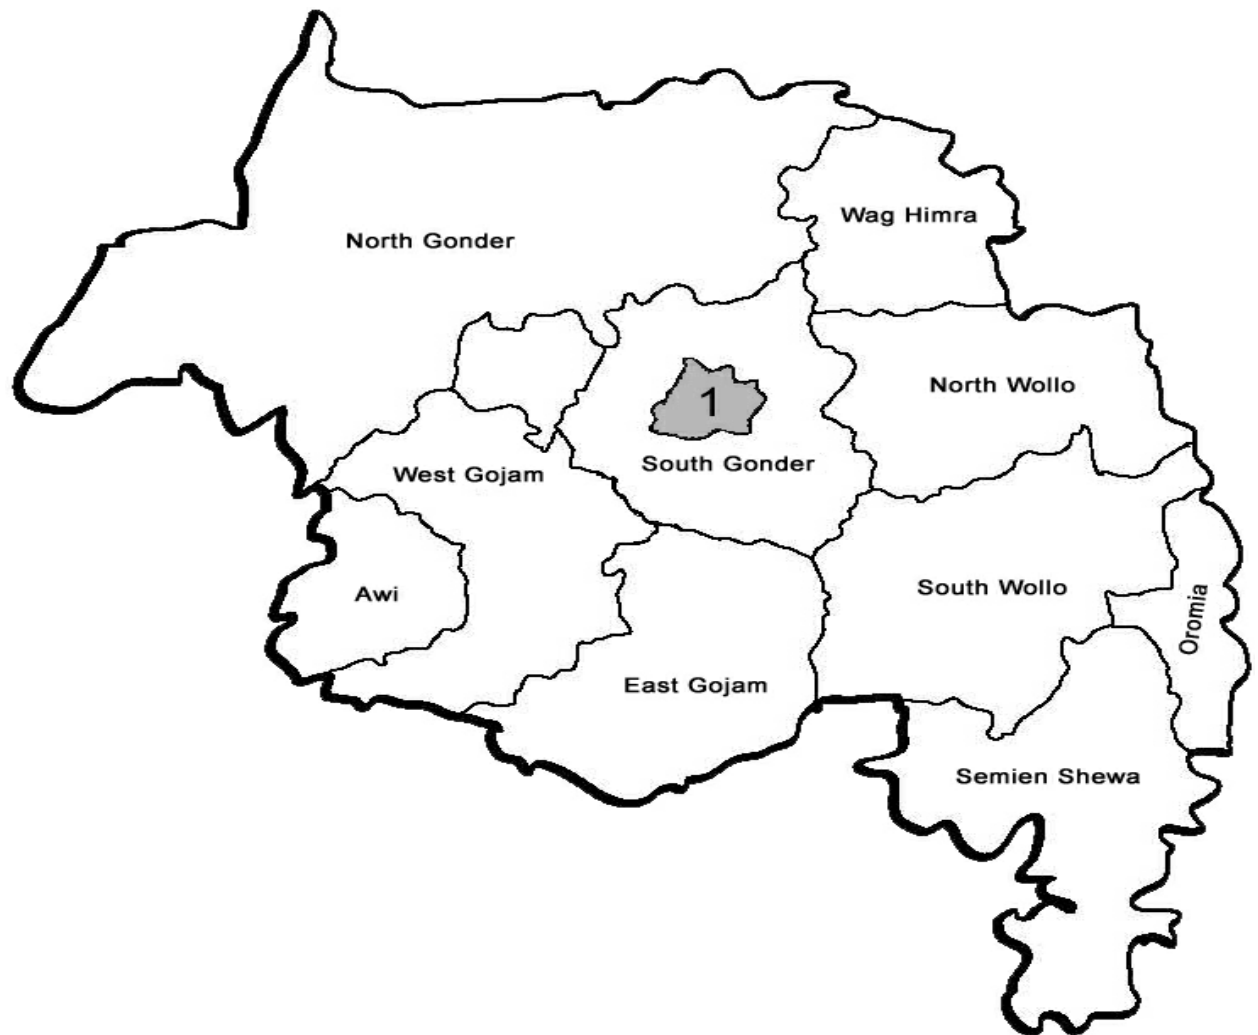 Wag Himra
North Gonder
North Wollo
1
South Gonder
West Gojam
South Wollo
Awi
Oromia
East Gojam
Semien Shewa